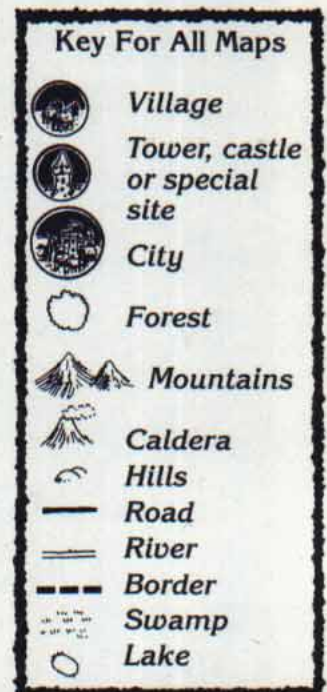 Key For All Maps
Village
Tower, castle
or special
site
City
Forest
Mountains
Caldera
Hills
Road
River
Border
Swamp
Lake